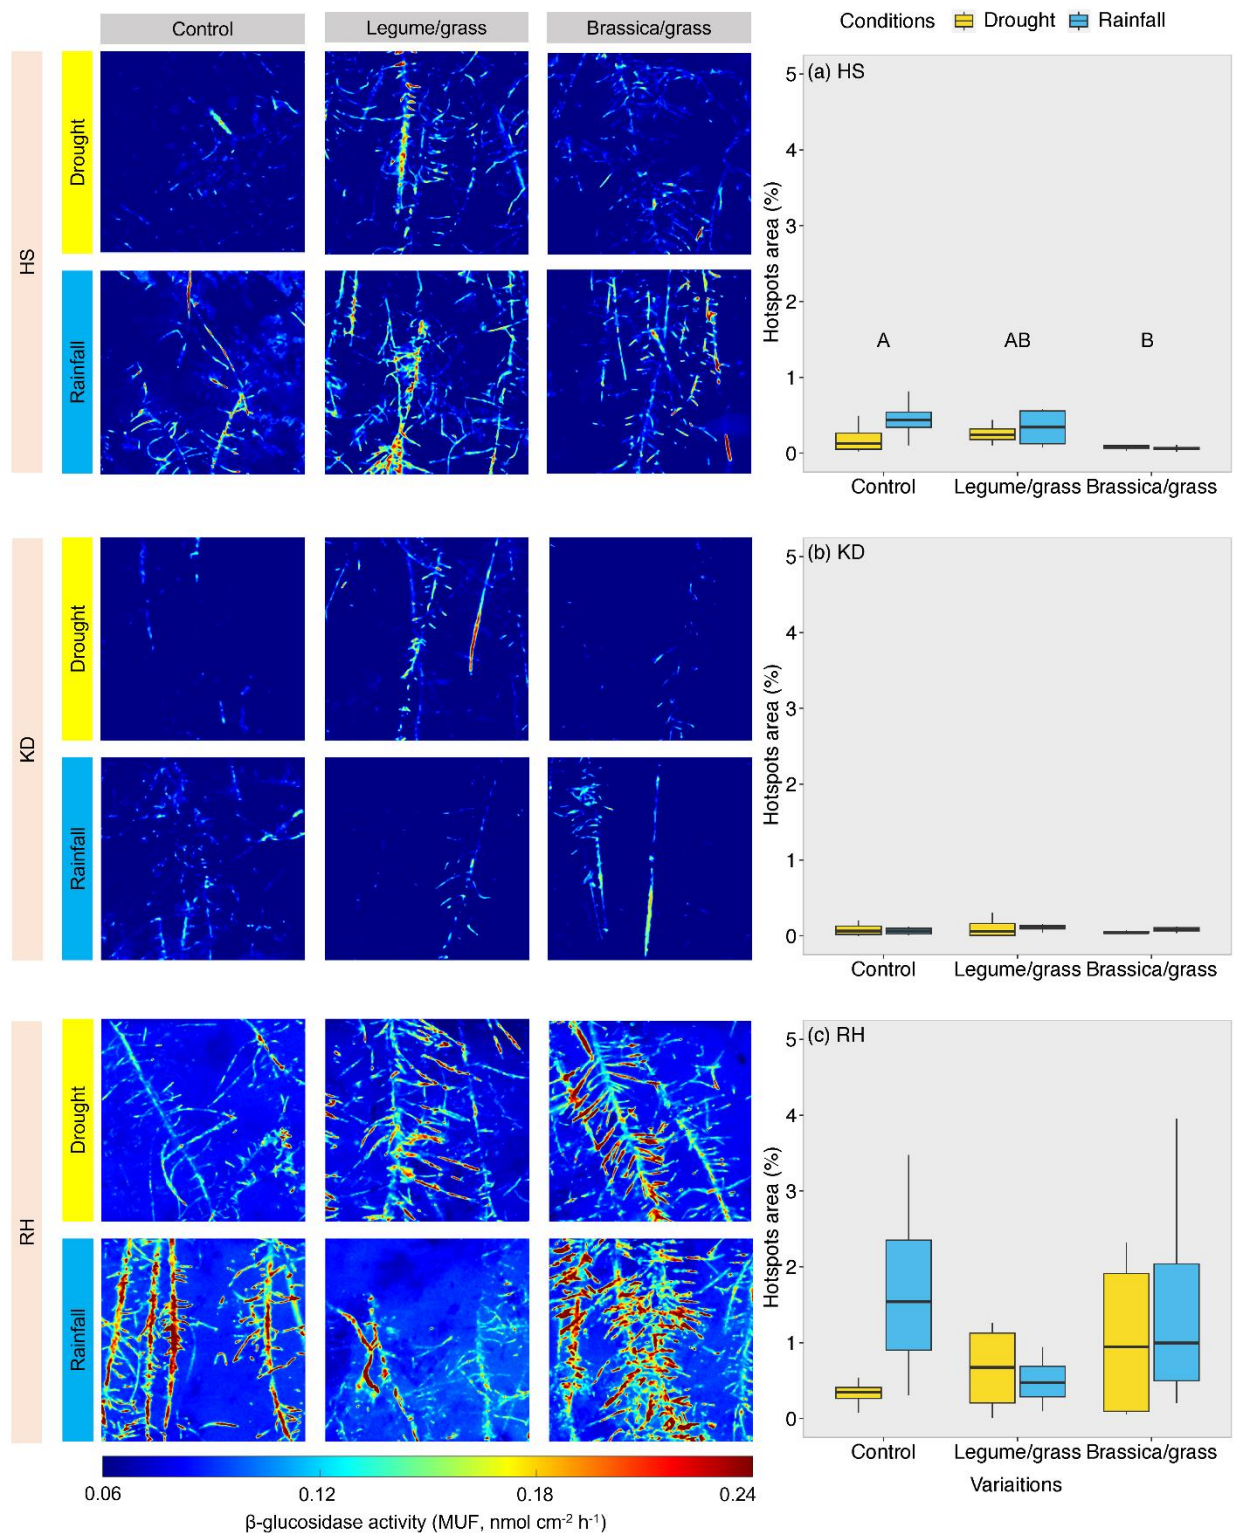 Conditions Drought Rainfall
Control Legume/grass Brassica/grass
HS
Drought
Rainfall
(a) HS
Hotspots area (%)
5
4
3
2
1
0
A AB B
Control Legume/grass Brassica/grass
KD
Drought
Rainfall
(b) KD
Hotspots area (%)
5
4
3
2
1
0
Control Legume/grass Brassica/grass
RH
Drought
Rainfall
(c) RH
Hotspots area (%)
5
4
3
2
1
0
Control Legume/grass Brassica/grass
Variaitions
0.06 0.12 0.18 0.24
β-glucosidase activity (MUF, nmol cm⁻² h⁻¹)